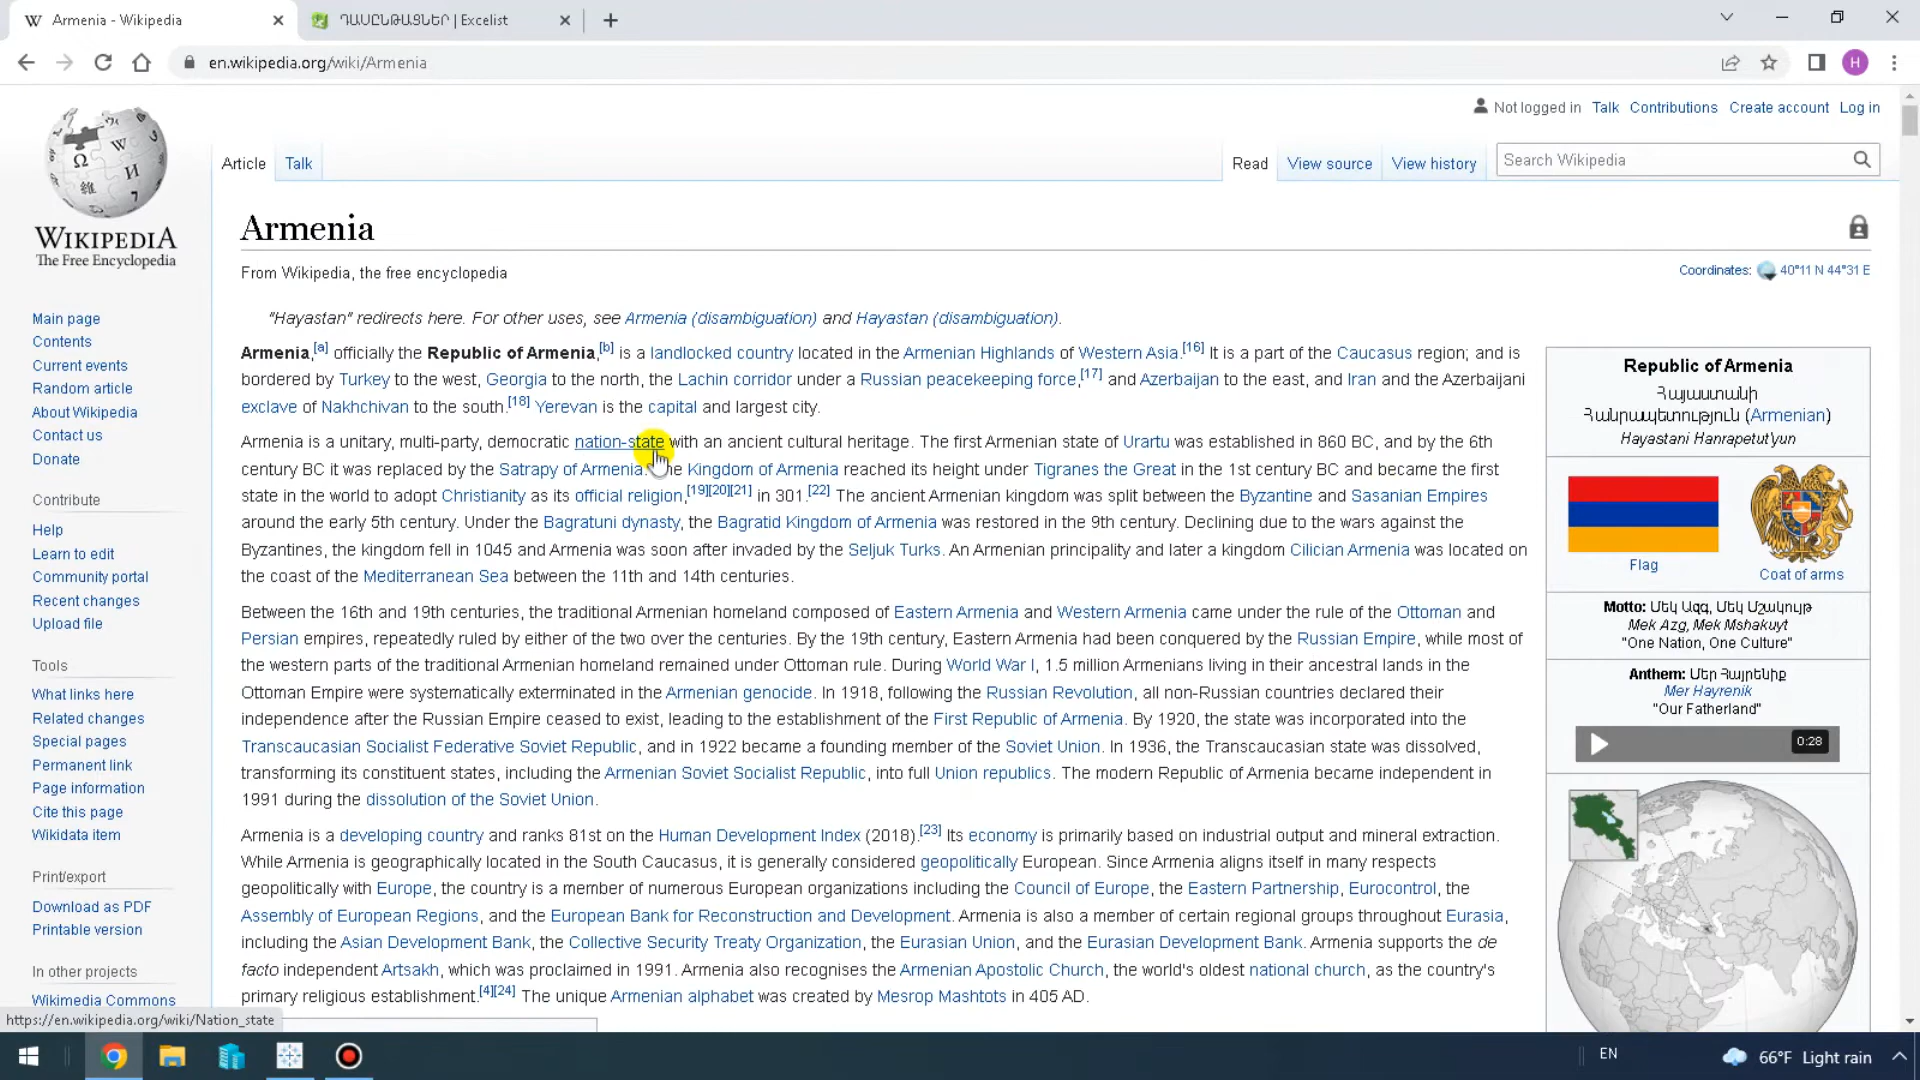 Armenia - Wikipedia
ԴԱՍԸՆԹԱՑՆԵՐ | Excelist
en.wikipedia.org/wiki/Armenia
H
Not logged in Talk Contributions Create account Log in
Article Talk Read View source View history Search Wikipedia
WIKIPEDIA
The Free Encyclopedia
Armenia
From Wikipedia, the free encyclopedia
Coordinates: 40°11′N 44°31′E
"Hayastan" redirects here. For other uses, see Armenia (disambiguation) and Hayastan (disambiguation).
Armenia,[a] officially the Republic of Armenia,[b] is a landlocked country located in the Armenian Highlands of Western Asia.[16] It is a part of the Caucasus region; and is
bordered by Turkey to the west, Georgia to the north, the Lachin corridor under a Russian peacekeeping force,[17] and Azerbaijan to the east, and Iran and the Azerbaijani
exclave of Nakhchivan to the south.[18] Yerevan is the capital and largest city.
Armenia is a unitary, multi-party, democratic nation-state with an ancient cultural heritage. The first Armenian state of Urartu was established in 860 BC, and by the 6th
century BC it was replaced by the Satrapy of Armenia. Kingdom of Armenia reached its height under Tigranes the Great in the 1st century BC and became the first
state in the world to adopt Christianity as its official religion,[19][20][21] in 301.[22] The ancient Armenian kingdom was split between the Byzantine and Sasanian Empires
around the early 5th century. Under the Bagratuni dynasty, the Bagratid Kingdom of Armenia was restored in the 9th century. Declining due to the wars against the
Byzantines, the kingdom fell in 1045 and Armenia was soon after invaded by the Seljuk Turks. An Armenian principality and later a kingdom Cilician Armenia was located on
the coast of the Mediterranean Sea between the 11th and 14th centuries.
Between the 16th and 19th centuries, the traditional Armenian homeland composed of Eastern Armenia and Western Armenia came under the rule of the Ottoman and
Persian empires, repeatedly ruled by either of the two over the centuries. By the 19th century, Eastern Armenia had been conquered by the Russian Empire, while most of
the western parts of the traditional Armenian homeland remained under Ottoman rule. During World War I, 1.5 million Armenians living in their ancestral lands in the
Ottoman Empire were systematically exterminated in the Armenian genocide. In 1918, following the Russian Revolution, all non-Russian countries declared their
independence after the Russian Empire ceased to exist, leading to the establishment of the First Republic of Armenia. By 1920, the state was incorporated into the
Transcaucasian Socialist Federative Soviet Republic, and in 1922 became a founding member of the Soviet Union. In 1936, the Transcaucasian state was dissolved,
transforming its constituent states, including the Armenian Soviet Socialist Republic, into full Union republics. The modern Republic of Armenia became independent in
1991 during the dissolution of the Soviet Union.
Armenia is a developing country and ranks 81st on the Human Development Index (2018).[23] Its economy is primarily based on industrial output and mineral extraction.
While Armenia is geographically located in the South Caucasus, it is generally considered geopolitically European. Since Armenia aligns itself in many respects
geopolitically with Europe, the country is a member of numerous European organizations including the Council of Europe, the Eastern Partnership, Eurocontrol, the
Assembly of European Regions, and the European Bank for Reconstruction and Development. Armenia is also a member of certain regional groups throughout Eurasia,
including the Asian Development Bank, the Collective Security Treaty Organization, the Eurasian Union, and the Eurasian Development Bank. Armenia supports the de
facto independent Artsakh, which was proclaimed in 1991. Armenia also recognises the Armenian Apostolic Church, the world's oldest national church, as the country's
primary religious establishment.[4][24] The unique Armenian alphabet was created by Mesrop Mashtots in 405 AD.
Main page
Contents
Current events
Random article
About Wikipedia
Contact us
Donate
Contribute
Help
Learn to edit
Community portal
Recent changes
Upload file
Tools
What links here
Related changes
Special pages
Permanent link
Page information
Cite this page
Wikidata item
Print/export
Download as PDF
Printable version
In other projects
Wikimedia Commons
https://en.wikipedia.org/wiki/Nation_state
Republic of Armenia
Հայաստանի
Հանրապետություն (Armenian)
Hayastani Hanrapetut'yun
Flag
Coat of arms
Motto: Մեկ Ազգ, Մեկ Մշակույթ
Mek Azg, Mek Mshakuyt
"One Nation, One Culture"
Anthem: Մեր Հայրենիք
Mer Hayrenik
"Our Fatherland"
0:28
EN
66°F Light rain